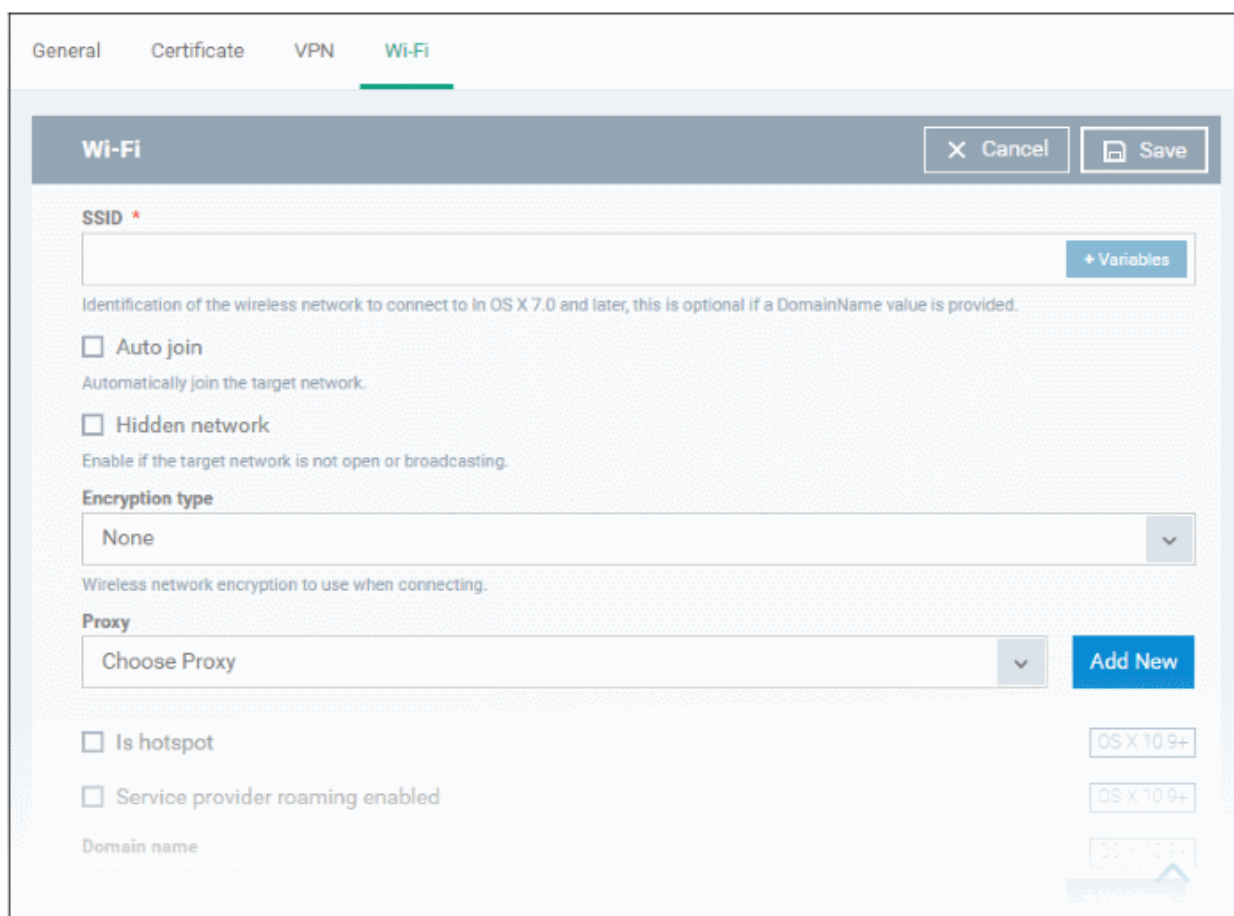 General Certificate VPN Wi-Fi
Wi-Fi Cancel Save
SSID *
+ Variables
Identification of the wireless network to connect to In OS X 7.0 and later, this is optional if a DomainName value is provided.
Auto join
Automatically join the target network.
Hidden network
Enable if the target network is not open or broadcasting.
Encryption type
None
Wireless network encryption to use when connecting.
Proxy
Choose Proxy Add New
Is hotspot OS X 10.9+
Service provider roaming enabled OS X 10.9+
Domain name OS X 10.9+